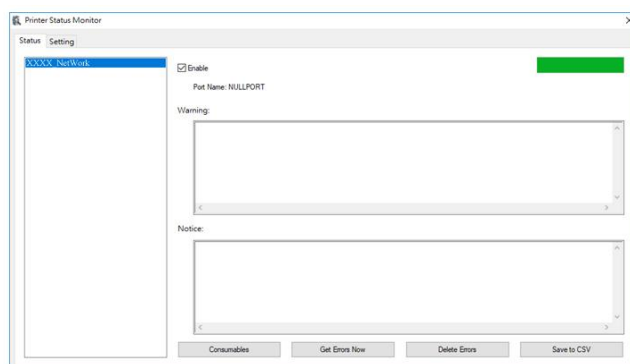 Printer Status Monitor
Status Setting
XXXX_NetWork
Enable
Port Name: NULLPORT
Warning:
Notice:
Consumables Get Errors Now Delete Errors Save to CSV